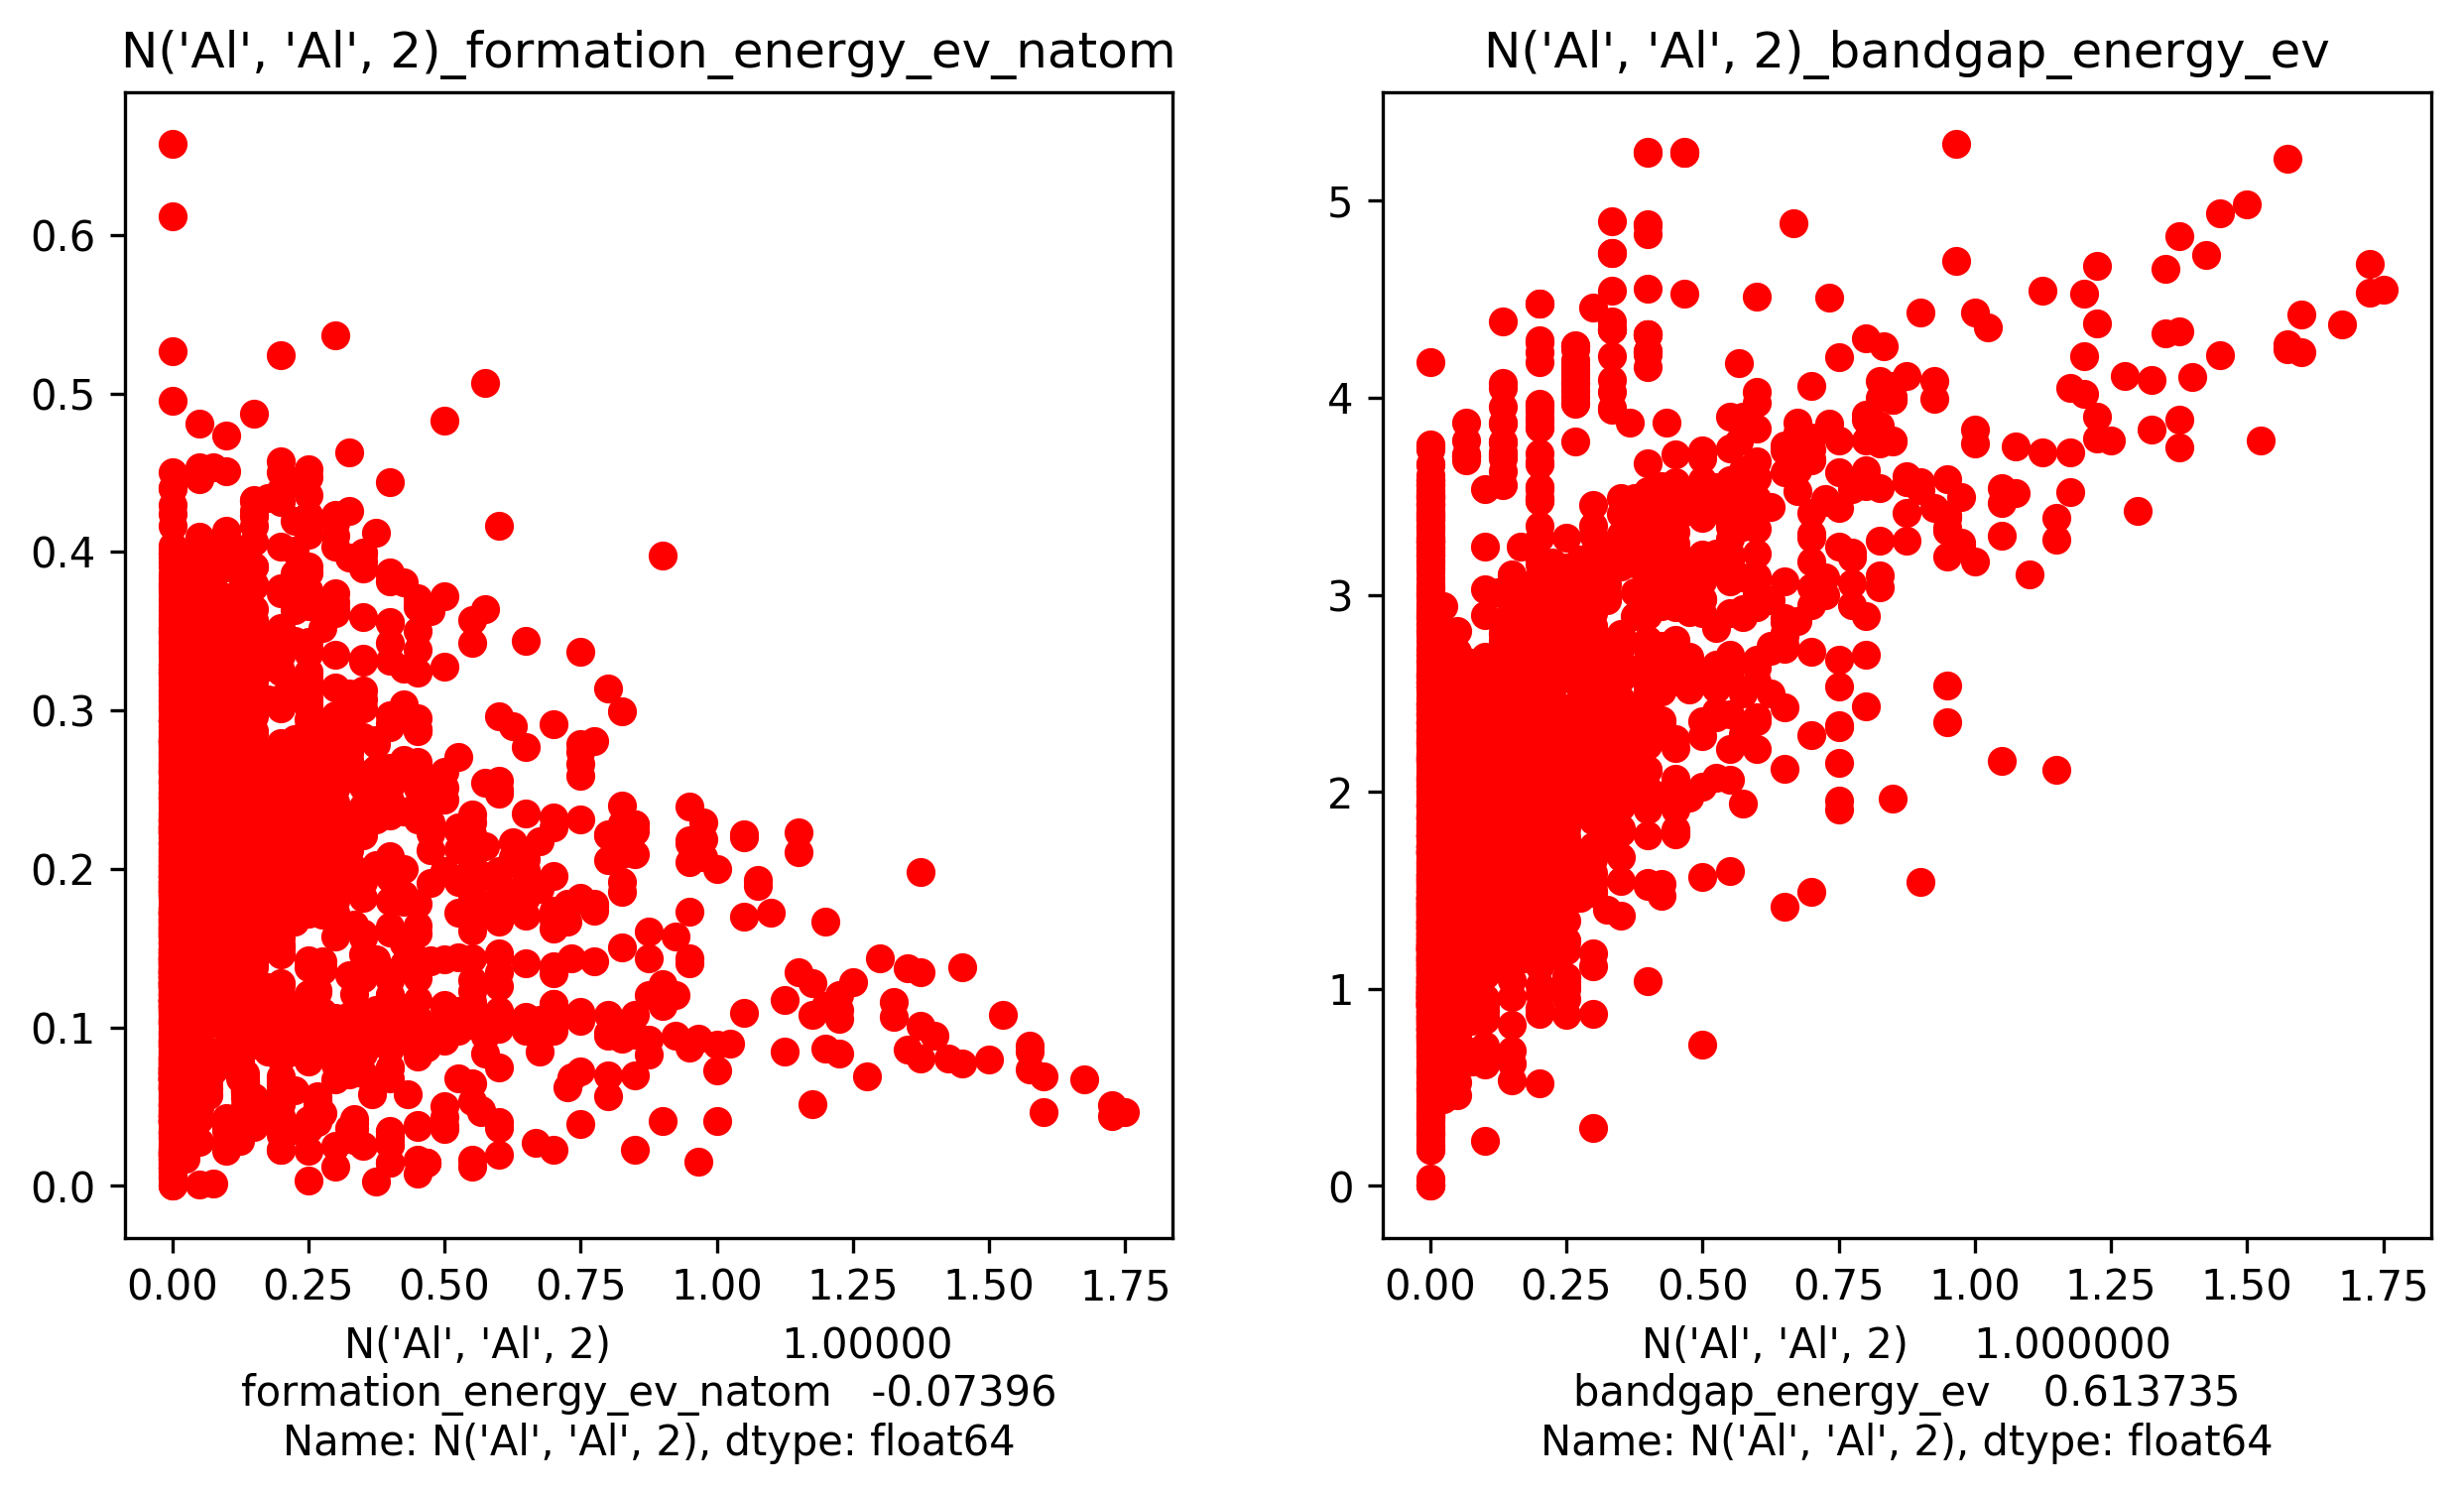 N('Al', 'Al', 2)_formation_energy_ev_natom
0.6
0.5
0.4
0.3
0.2
0.1
0.0
0.00 0.25 0.50 0.75 1.00 1.25 1.50 1.75
N('Al', 'Al', 2) 1.00000
formation_energy_ev_natom -0.07396
Name: N('Al', 'Al', 2), dtype: float64
N('Al', 'Al', 2)_bandgap_energy_ev
5
4
3
2
1
0
0.00 0.25 0.50 0.75 1.00 1.25 1.50 1.75
N('Al', 'Al', 2) 1.000000
bandgap_energy_ev 0.613735
Name: N('Al', 'Al', 2), dtype: float64